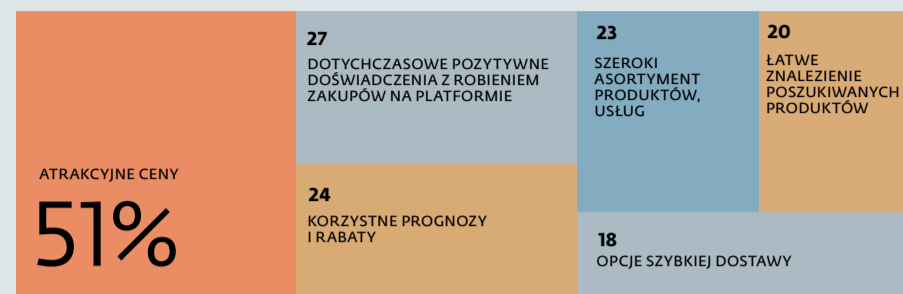 ATRAKCYJNE CENY
51%
27
DOTYCHCZASOWE POZYTYWNE
DOŚWIADCZENIA Z ROBIENIEM
ZAKUPÓW NA PLATFORMIE
24
KORZYSTNE PROGNOZY
I RABATY
23
SZEROKI
ASORTYMENT
PRODUKTÓW,
USŁUG
20
ŁATWE
ZNALEZIENIE
POSZUKIWANYCH
PRODUKTÓW
18
OPCJE SZYBKIEJ DOSTAWY